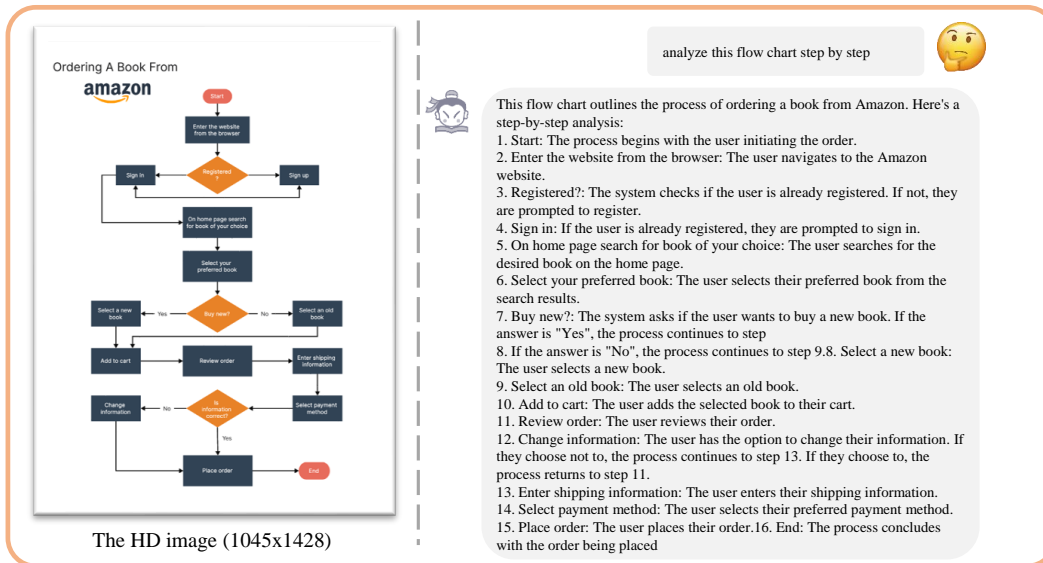 Ordering A Book From
amazon
Start
Enter the website
from the browser
Registered
?
Sign In
Sign up
On home page search
for book of your choice
Select your
preferred book
Select a new
book
Yes
Buy new?
No
Select an old
book
Add to cart
Review order
Enter shipping
information
Change
information
No
Is
information
correct?
Select payment
method
Yes
Place order
End
The HD image (1045x1428)
analyze this flow chart step by step
This flow chart outlines the process of ordering a book from Amazon. Here's a
step-by-step analysis:
1. Start: The process begins with the user initiating the order.
2. Enter the website from the browser: The user navigates to the Amazon
website.
3. Registered?: The system checks if the user is already registered. If not, they
are prompted to register.
4. Sign in: If the user is already registered, they are prompted to sign in.
5. On home page search for book of your choice: The user searches for the
desired book on the home page.
6. Select your preferred book: The user selects their preferred book from the
search results.
7. Buy new?: The system asks if the user wants to buy a new book. If the
answer is "Yes", the process continues to step
8. If the answer is "No", the process continues to step 9.8. Select a new book:
The user selects a new book.
9. Select an old book: The user selects an old book.
10. Add to cart: The user adds the selected book to their cart.
11. Review order: The user reviews their order.
12. Change information: The user has the option to change their information. If
they choose not to, the process continues to step 13. If they choose to, the
process returns to step 11.
13. Enter shipping information: The user enters their shipping information.
14. Select payment method: The user selects their preferred payment method.
15. Place order: The user places their order.16. End: The process concludes
with the order being placed